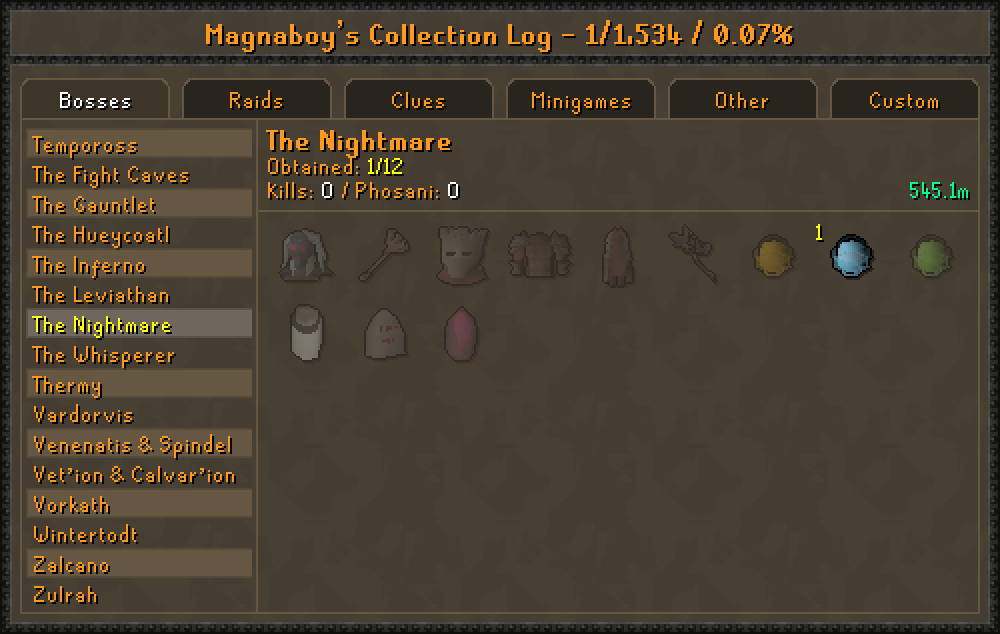 Magnaboy's Collection Log - 1/1,534 / 0.07%
Bosses Raids Clues Minigames Other Custom
Tempoross
The Fight Caves
The Gauntlet
The Hueycoatl
The Inferno
The Leviathan
The Nightmare
The Whisperer
Thermy
Vardorvis
Venenatis & Spindel
Vet'ion & Calvar'ion
Vorkath
Wintertodt
Zalcano
Zulrah
The Nightmare
Obtained: 1/12
Kills: 0 / Phosani: 0
545.1m
1